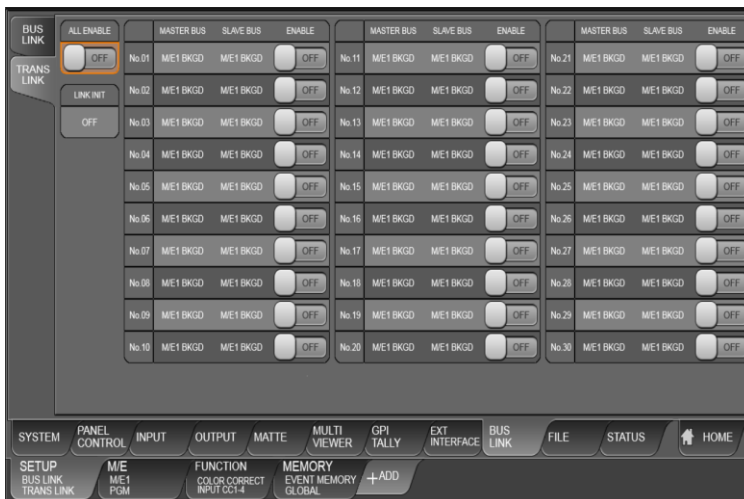 BUS LINK
TRANS LINK
ALL ENABLE
OFF
LINK INIT
OFF
MASTER BUS SLAVE BUS ENABLE MASTER BUS SLAVE BUS ENABLE MASTER BUS SLAVE BUS ENABLE
No.01 M/E1 BKGD M/E1 BKGD OFF No.11 M/E1 BKGD M/E1 BKGD OFF No.21 M/E1 BKGD M/E1 BKGD OFF
No.02 M/E1 BKGD M/E1 BKGD OFF No.12 M/E1 BKGD M/E1 BKGD OFF No.22 M/E1 BKGD M/E1 BKGD OFF
No.03 M/E1 BKGD M/E1 BKGD OFF No.13 M/E1 BKGD M/E1 BKGD OFF No.23 M/E1 BKGD M/E1 BKGD OFF
No.04 M/E1 BKGD M/E1 BKGD OFF No.14 M/E1 BKGD M/E1 BKGD OFF No.24 M/E1 BKGD M/E1 BKGD OFF
No.05 M/E1 BKGD M/E1 BKGD OFF No.15 M/E1 BKGD M/E1 BKGD OFF No.25 M/E1 BKGD M/E1 BKGD OFF
No.06 M/E1 BKGD M/E1 BKGD OFF No.16 M/E1 BKGD M/E1 BKGD OFF No.26 M/E1 BKGD M/E1 BKGD OFF
No.07 M/E1 BKGD M/E1 BKGD OFF No.17 M/E1 BKGD M/E1 BKGD OFF No.27 M/E1 BKGD M/E1 BKGD OFF
No.08 M/E1 BKGD M/E1 BKGD OFF No.18 M/E1 BKGD M/E1 BKGD OFF No.28 M/E1 BKGD M/E1 BKGD OFF
No.09 M/E1 BKGD M/E1 BKGD OFF No.19 M/E1 BKGD M/E1 BKGD OFF No.29 M/E1 BKGD M/E1 BKGD OFF
No.10 M/E1 BKGD M/E1 BKGD OFF No.20 M/E1 BKGD M/E1 BKGD OFF No.30 M/E1 BKGD M/E1 BKGD OFF
SYSTEM PANEL CONTROL INPUT OUTPUT MATTE MULTI VIEWER GPI TALLY EXT INTERFACE BUS LINK FILE STATUS HOME
SETUP M/E FUNCTION MEMORY +ADD
BUS LINK M/E1 COLOR CORRECT EVENT MEMORY
TRANS LINK PGM INPUT CC1-4 GLOBAL